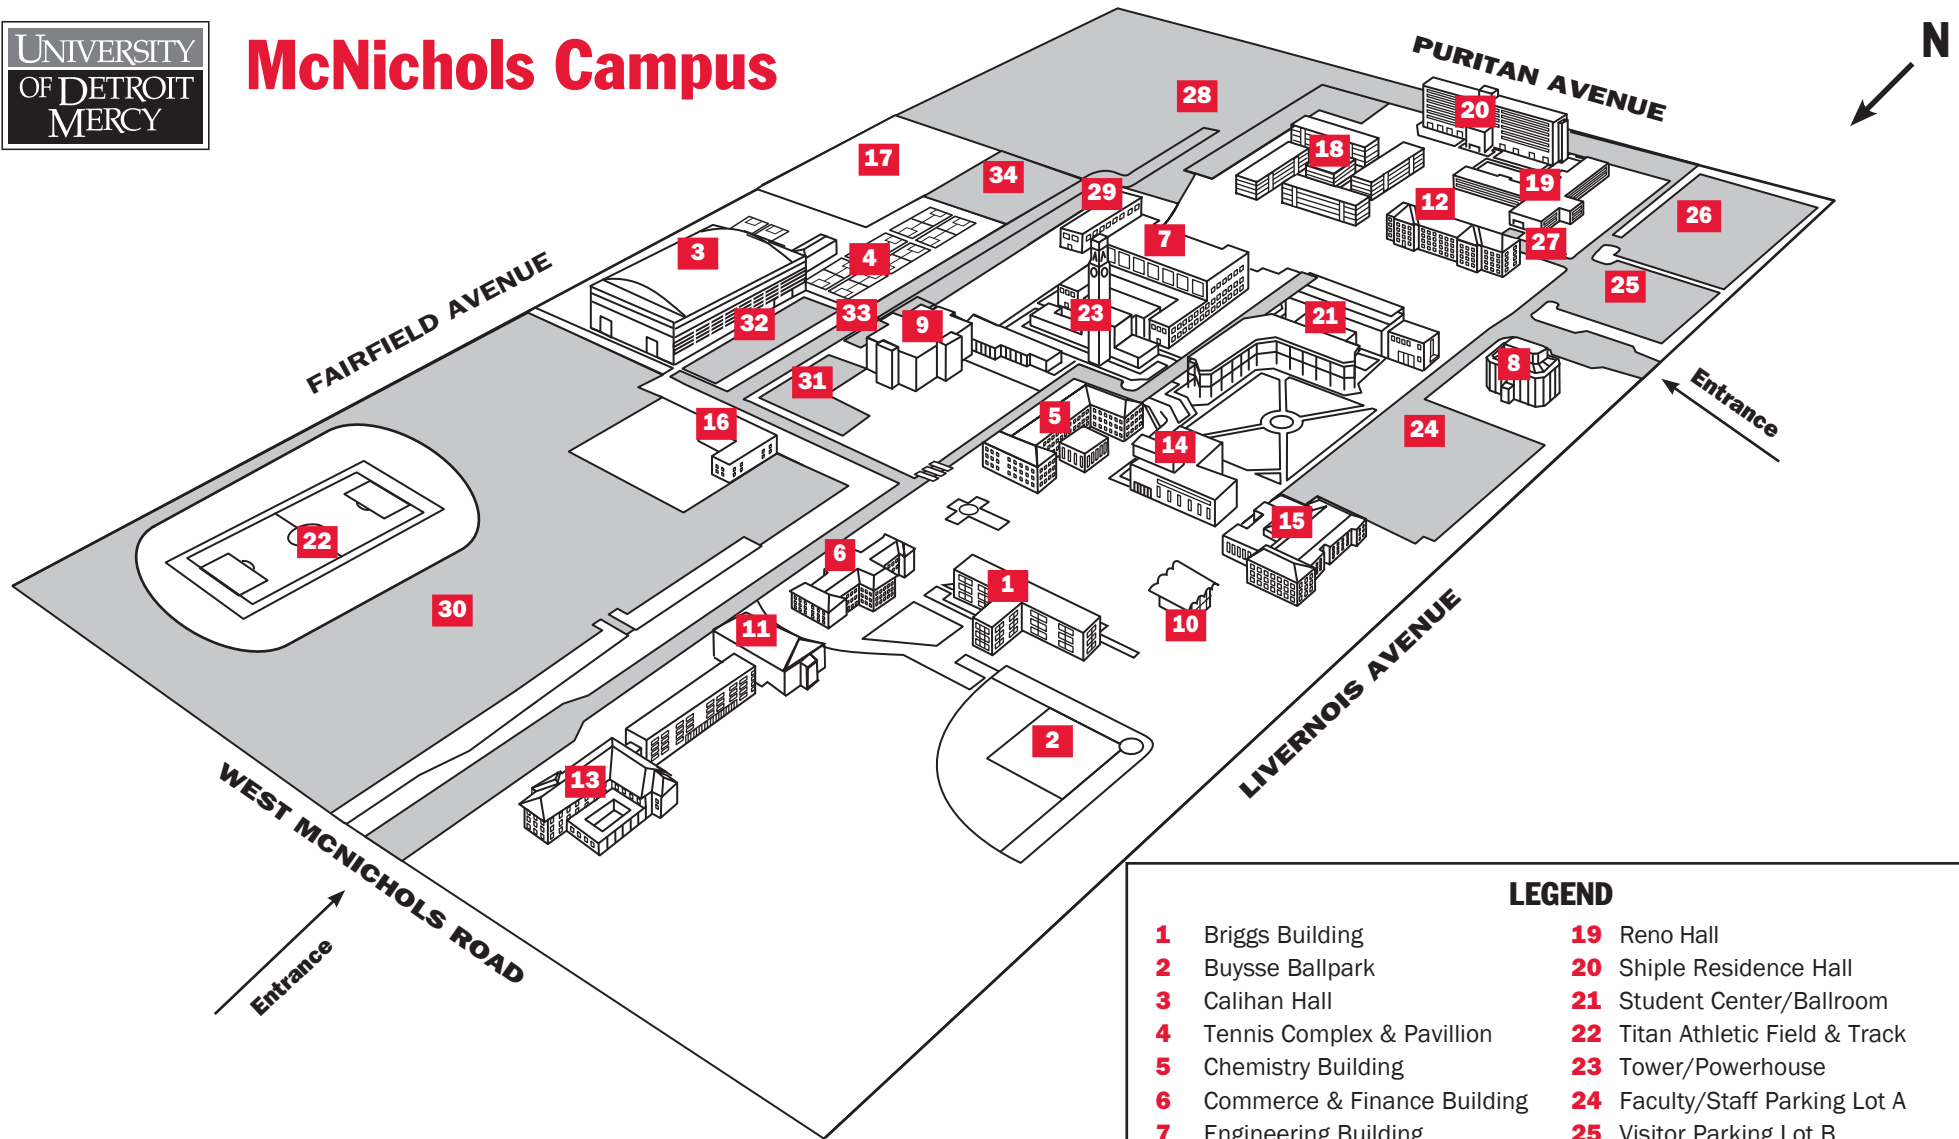 UNIVERSITY
OF DETROIT
MERCY
McNichols Campus
N
PURITAN AVENUE
28
20
17
18
34
19
29
12
26
7
27
3
4
25
FAIRFIELD AVENUE
33
32
9
23
21
8
31
Entrance
5
16
24
14
15
22
6
1
30
10
11
LIVERNOIS AVENUE
2
13
WEST MCNICHOLS ROAD
Entrance
LEGEND
1 Briggs Building
2 Buysse Ballpark
3 Calihan Hall
4 Tennis Complex & Pavillion
5 Chemistry Building
6 Commerce & Finance Building
7 Engineering Building
19 Reno Hall
20 Shiple Residence Hall
21 Student Center/Ballroom
22 Titan Athletic Field & Track
23 Tower/Powerhouse
24 Faculty/Staff Parking Lot A
25 Visitor Parking Lot B